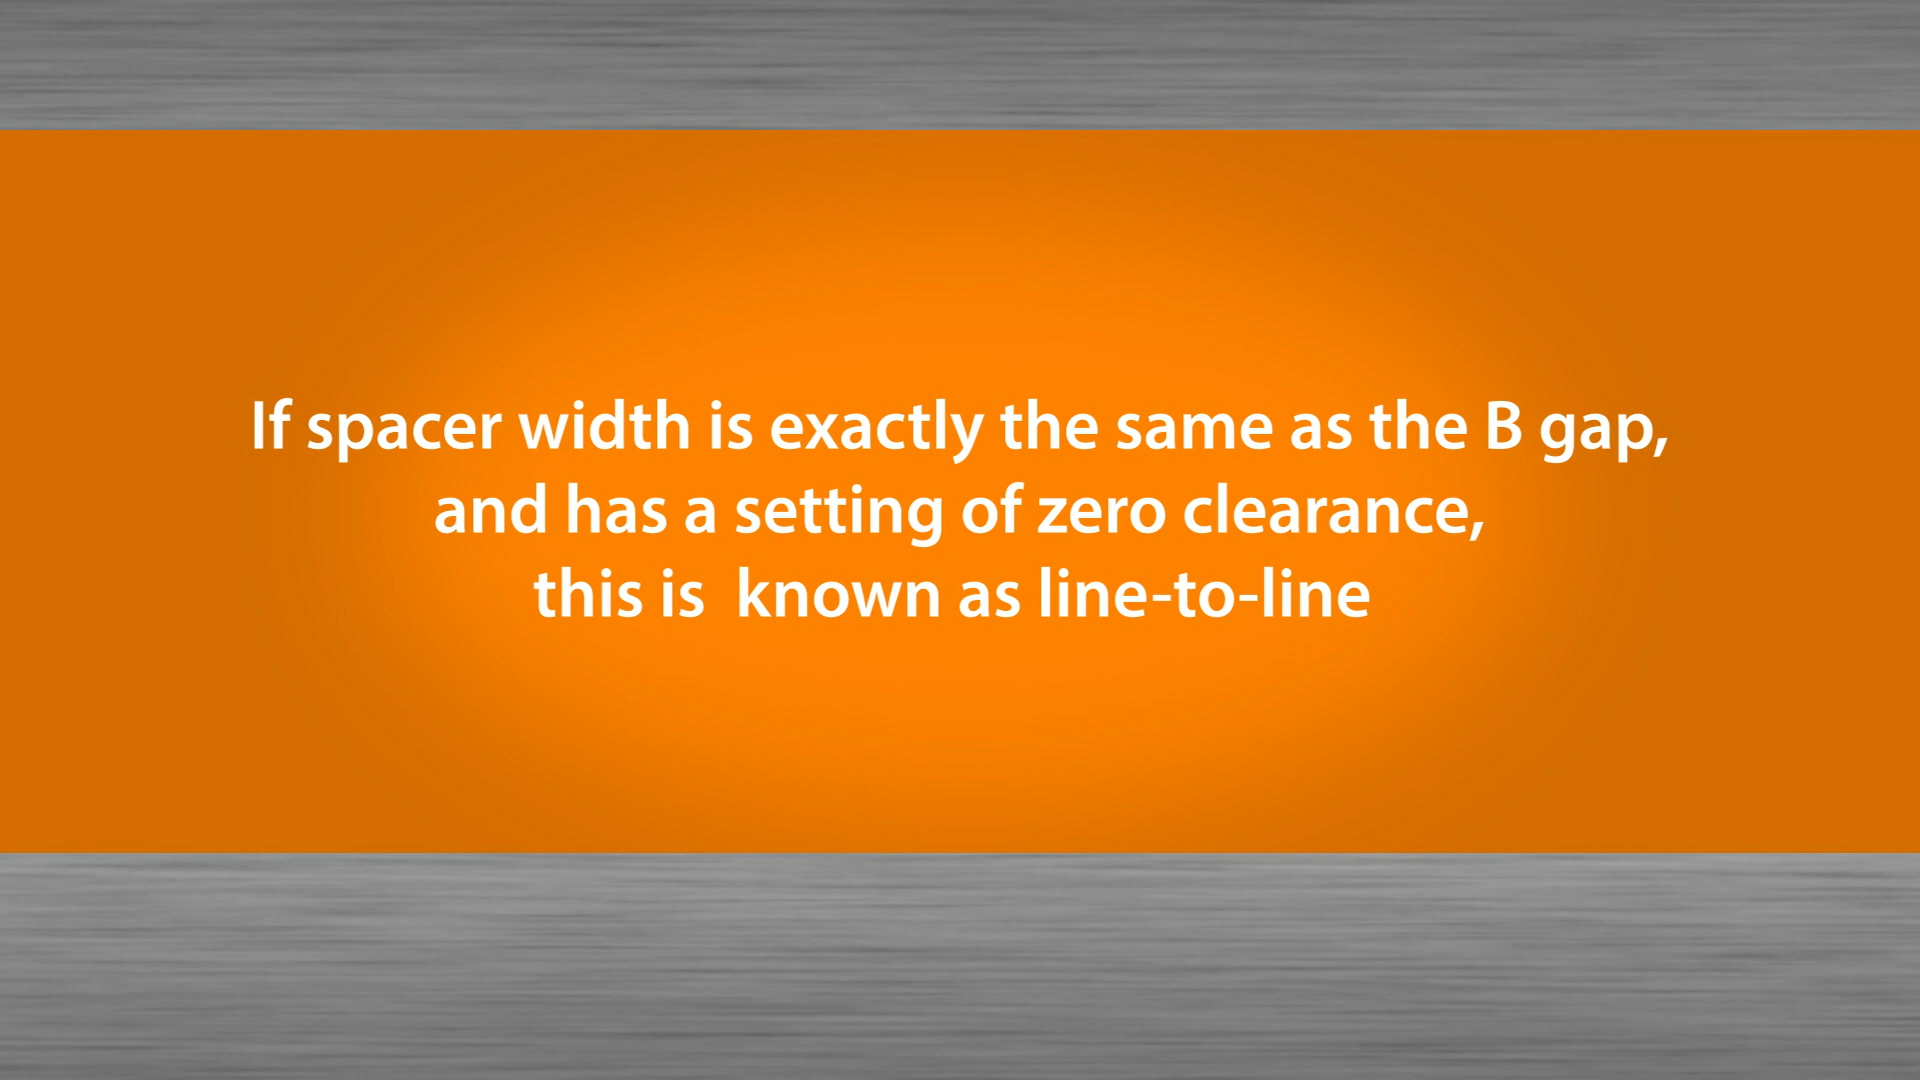 If spacer width is exactly the same as the B gap,
and has a setting of zero clearance,
this is  known as line-to-line